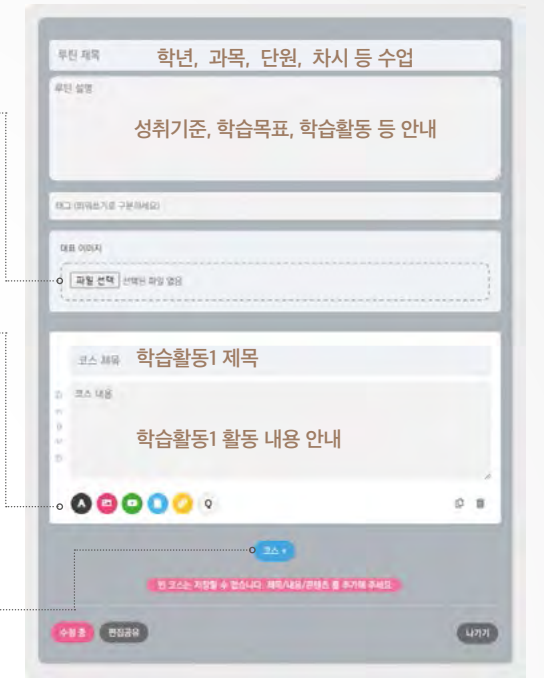 루틴 제목 학년, 과목, 단원, 차시 등 수업
루틴 설명
성취기준, 학습목표, 학습활동 등 안내
태그 (띄어쓰기로 구분하세요)
대표 이미지
파일 선택 선택된 파일 없음
코스 제목 학습활동1 제목
코스 내용
학습활동1 활동 내용 안내
A Q
코스 +
빈 코스는 저장할 수 없습니다. 제목/내용/콘텐츠 를 추가해 주세요.
수정 중 편집공유 나가기